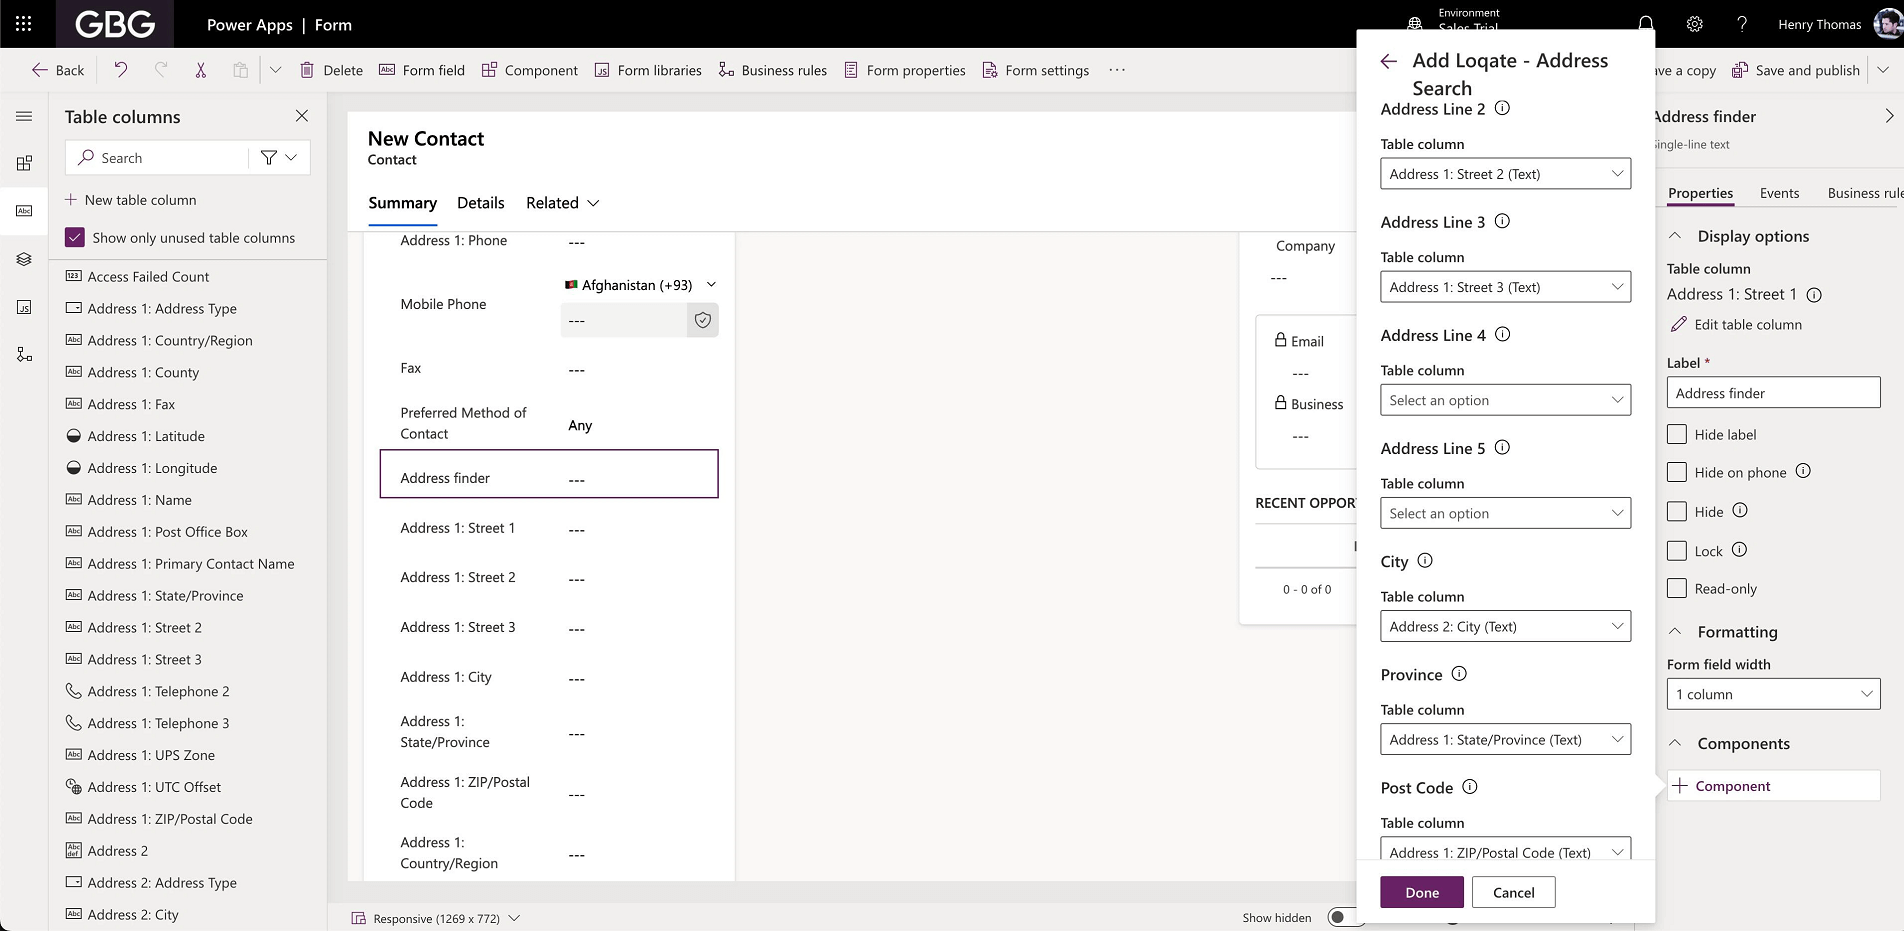 GBG
Power Apps | Form
Environment
Sales Trial
Henry Thomas
Back
Delete
Form field
Component
Form libraries
Business rules
Form properties
Form settings
···
a copy
Save and publish
Table columns
Search
New table column
Show only unused table columns
Access Failed Count
Address 1: Address Type
Address 1: Country/Region
Address 1: County
Address 1: Fax
Address 1: Latitude
Address 1: Longitude
Address 1: Name
Address 1: Post Office Box
Address 1: Primary Contact Name
Address 1: State/Province
Address 1: Street 2
Address 1: Street 3
Address 1: Telephone 2
Address 1: Telephone 3
Address 1: UPS Zone
Address 1: UTC Offset
Address 1: ZIP/Postal Code
Address 2
Address 2: Address Type
Address 2: City
New Contact
Contact
Summary
Details
Related
Address 1: Phone
---
Mobile Phone
Afghanistan (+93)
---
Fax
---
Preferred Method of
Contact
Any
Address finder
---
Address 1: Street 1
---
Address 1: Street 2
---
Address 1: Street 3
---
Address 1: City
---
Address 1:
State/Province
---
Address 1: ZIP/Postal
Code
---
Address 1:
Country/Region
---
Company
---
Email
---
Business
---
RECENT OPPOR
0 - 0 of 0
Responsive (1269 x 772)
Show hidden
Add Loqate - Address
Search
Address Line 2
Table column
Address 1: Street 2 (Text)
Address Line 3
Table column
Address 1: Street 3 (Text)
Address Line 4
Table column
Select an option
Address Line 5
Table column
Select an option
City
Table column
Address 2: City (Text)
Province
Table column
Address 1: State/Province (Text)
Post Code
Table column
Address 1: ZIP/Postal Code (Text)
Done
Cancel
Address finder
Single-line text
Properties
Events
Business rule
Display options
Table column
Address 1: Street 1
Edit table column
Label *
Address finder
Hide label
Hide on phone
Hide
Lock
Read-only
Formatting
Form field width
1 column
Components
Component